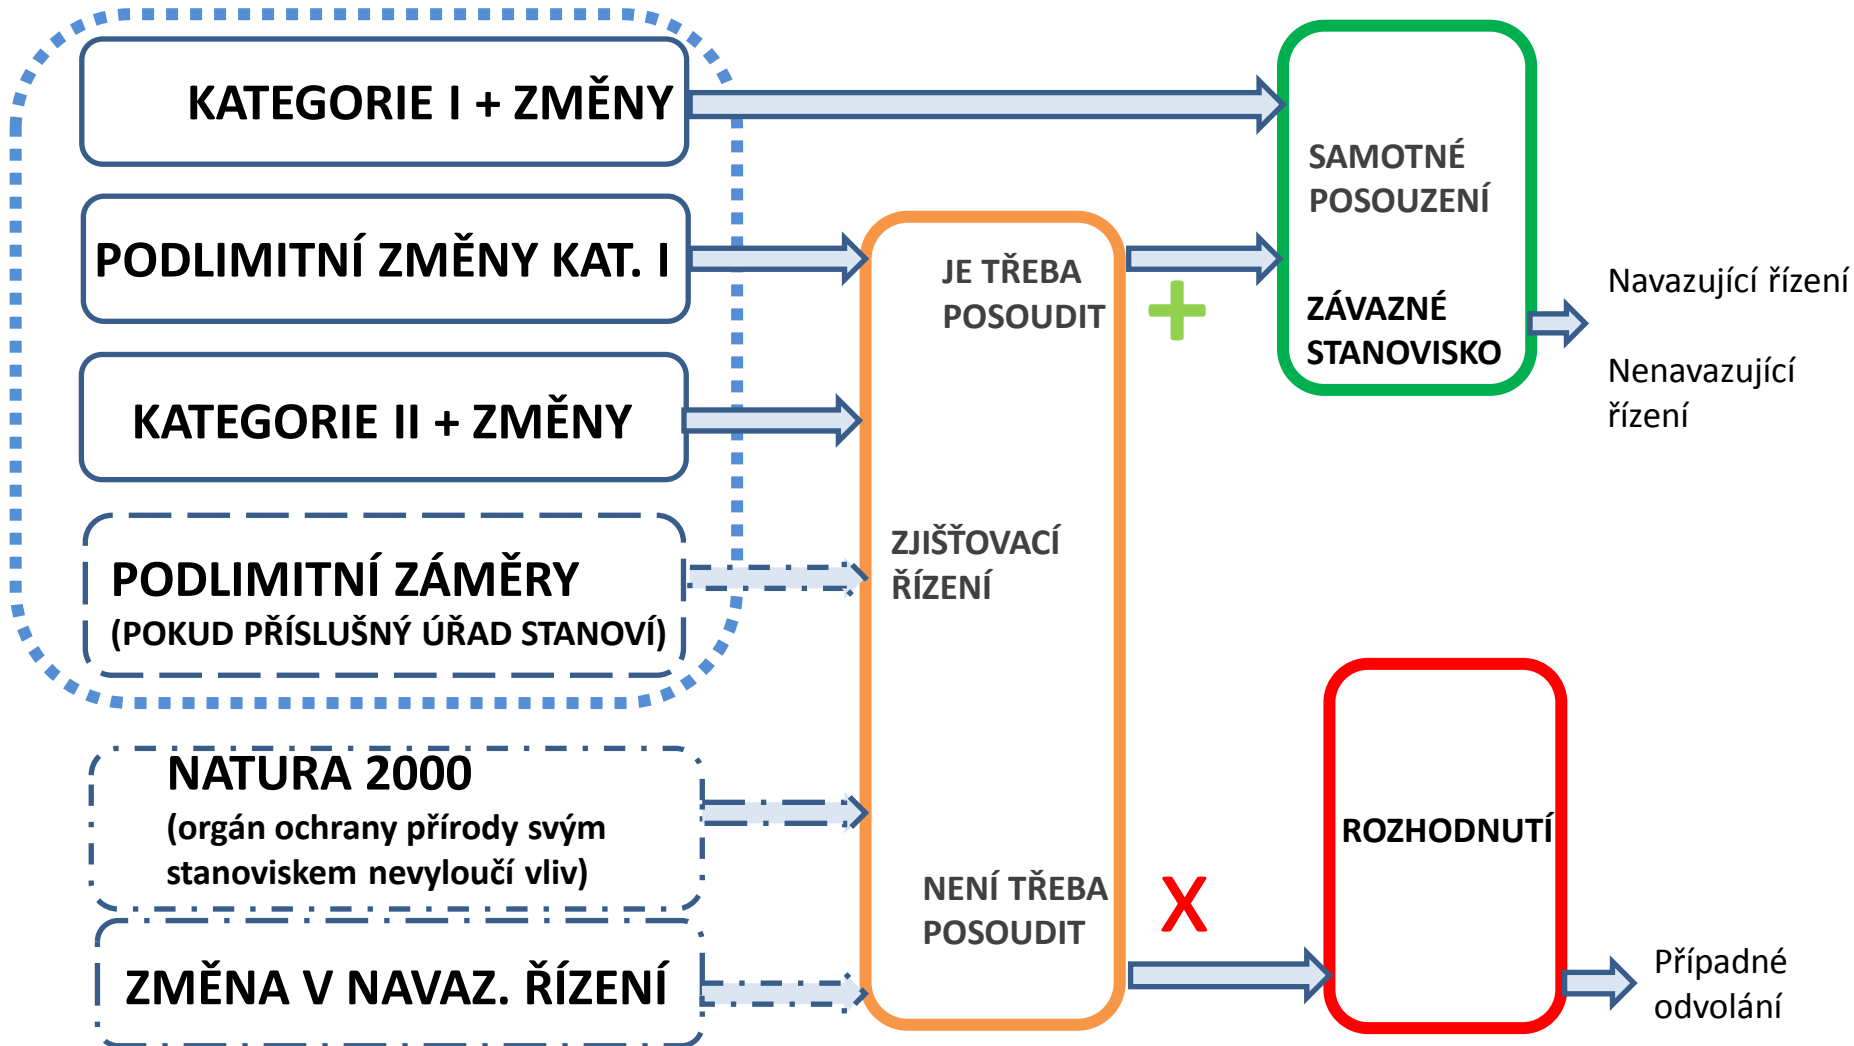 KATEGORIE I + ZMĚNY
PODLIMITNÍ ZMĚNY KAT. I
KATEGORIE II + ZMĚNY
PODLIMITNÍ ZÁMĚRY
(POKUD PŘÍSLUŠNÝ ÚŘAD STANOVÍ)
NATURA 2000
(orgán ochrany přírody svým
stanoviskem nevyloučí vliv)
ZMĚNA V NAVAZ. ŘÍZENÍ
JE TŘEBA
POSOUDIT
ZJIŠŤOVACÍ
ŘÍZENÍ
NENÍ TŘEBA
POSOUDIT
+
X
SAMOTNÉ
POSOUZENÍ
ZÁVAZNÉ
STANOVISKO
Navazující řízení
Nenavazující
řízení
ROZHODNUTÍ
Případné
odvolání